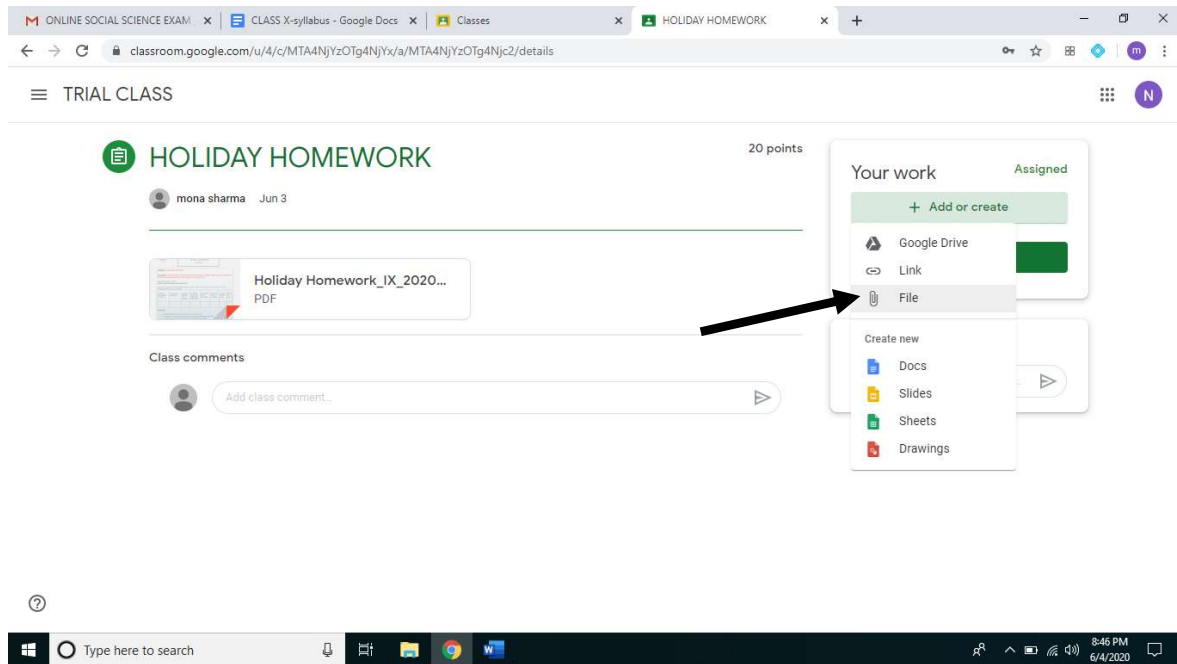 ONLINE SOCIAL SCIENCE EXAM
CLASS X-syllabus - Google Docs
Classes
HOLIDAY HOMEWORK
classroom.google.com/u/4/c/MTA4NjYzOTg4NjYx/a/MTA4NjYzOTg4Njc2/details
m
TRIAL CLASS
N
HOLIDAY HOMEWORK
20 points
mona sharma Jun 3
Holiday Homework_IX_2020...
PDF
Class comments
Add class comment...
Your work
Assigned
+ Add or create
Google Drive
Link
File
Create new
Docs
Slides
Sheets
Drawings
Type here to search
8:46 PM
6/4/2020